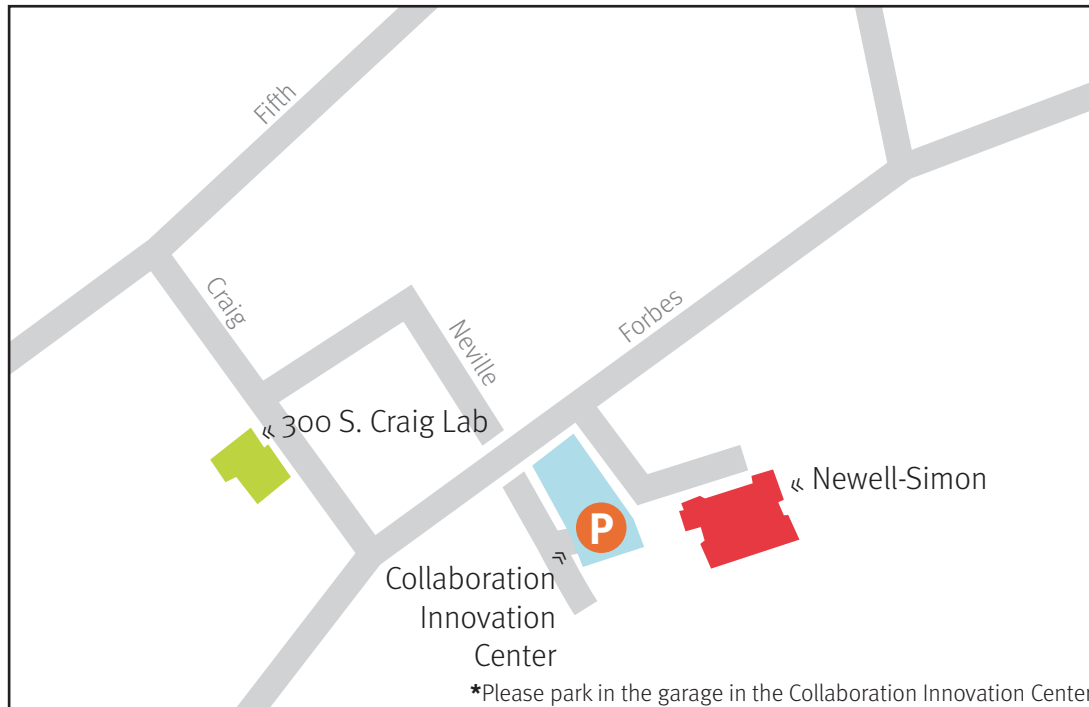 Fifth
Craig
Neville
Forbes
« 300 S. Craig Lab
« Newell-Simon
P
» Collaboration
Innovation
Center
*Please park in the garage in the Collaboration Innovation Center